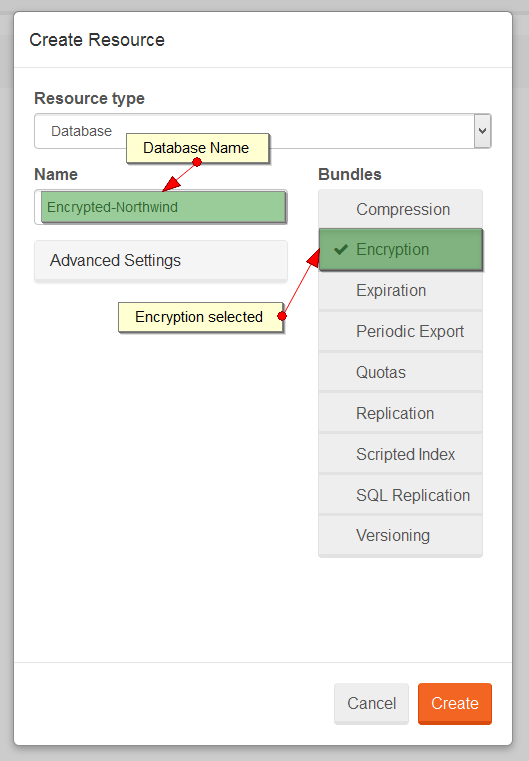 Create Resource
Resource type
Database
Database Name
Name
Encrypted-Northwind
Advanced Settings
Encryption selected
Bundles
Compression
Encryption
Expiration
Periodic Export
Quotas
Replication
Scripted Index
SQL Replication
Versioning
Cancel
Create